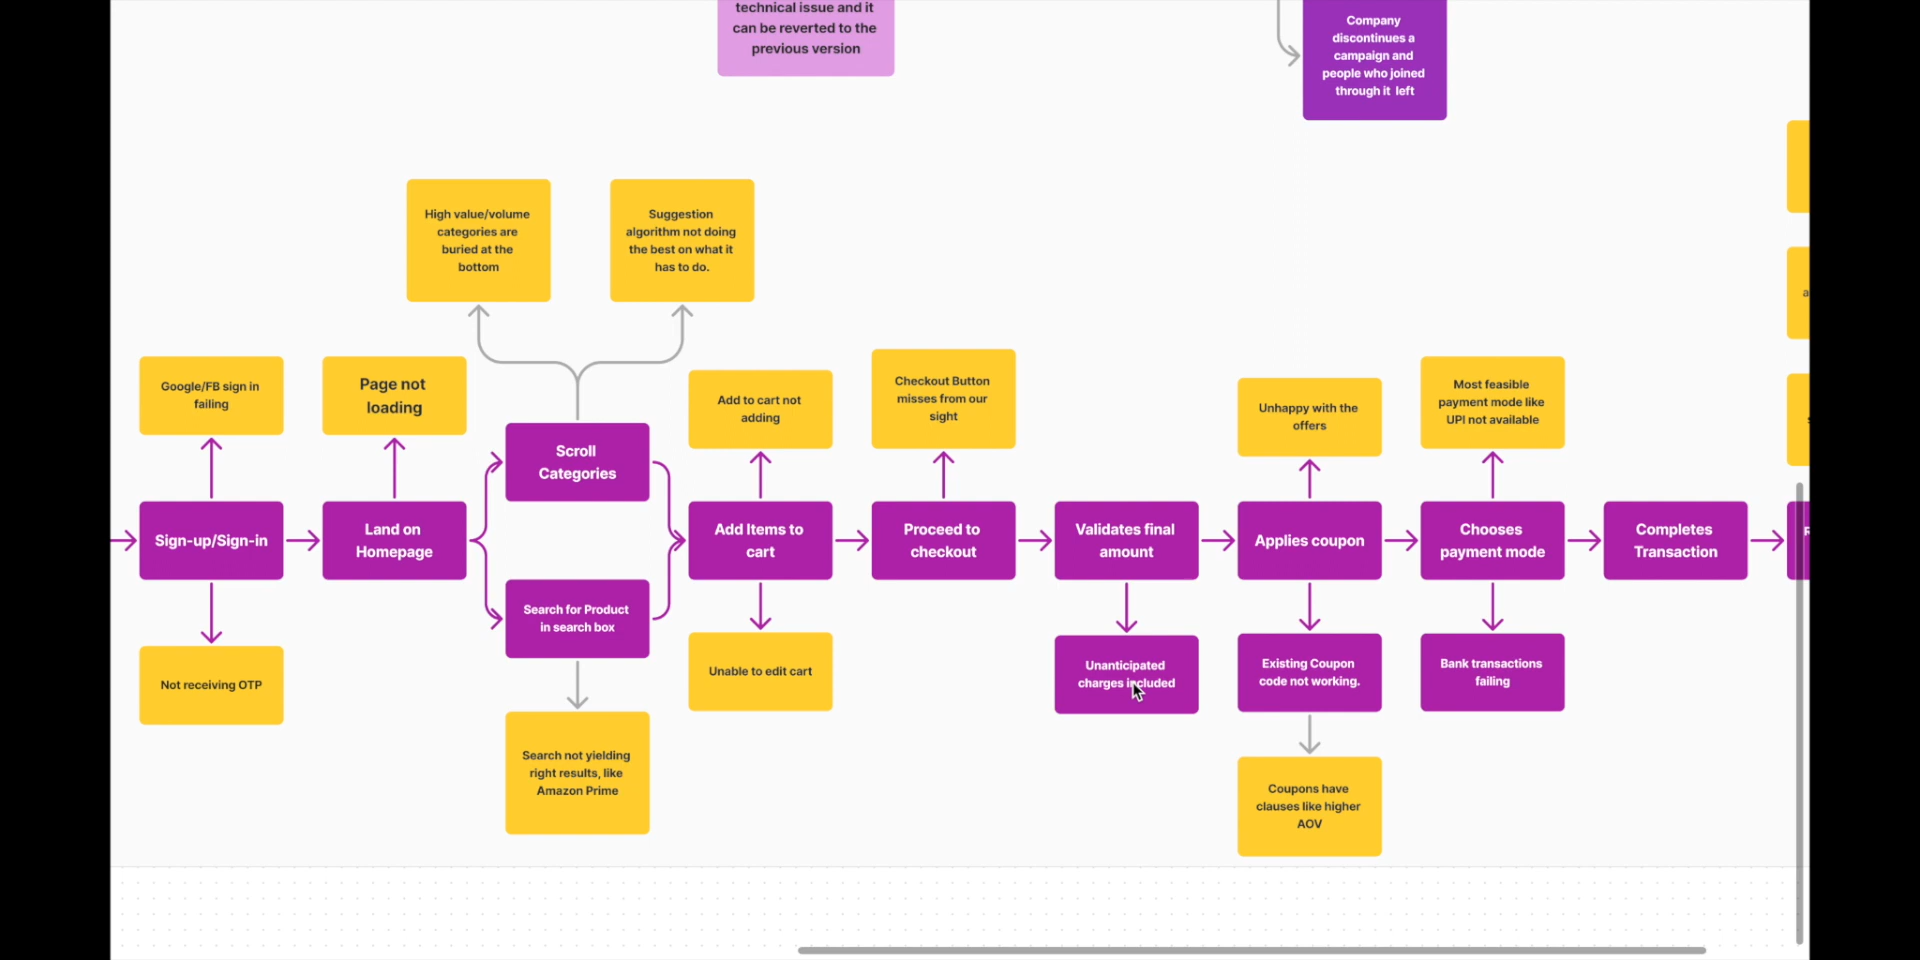 technical issue and it
can be reverted to the
previous version
Company
discontinues a
campaign and
people who joined
through it left
High value/volume
categories are
buried at the
bottom
Suggestion
algorithm not doing
the best on what it
has to do.
Google/FB sign in
failing
Page not
loading
Add to cart not
adding
Checkout Button
misses from our
sight
Unhappy with the
offers
Most feasible
payment mode like
UPI not available
Scroll
Categories
Sign-up/Sign-in
Land on
Homepage
Add Items to
cart
Proceed to
checkout
Validates final
amount
Applies coupon
Chooses
payment mode
Completes
Transaction
Search for Product
in search box
Not receiving OTP
Unable to edit cart
Unanticipated
charges included
Existing Coupon
code not working.
Bank transactions
failing
Search not yielding
right results, like
Amazon Prime
Coupons have
clauses like higher
AOV